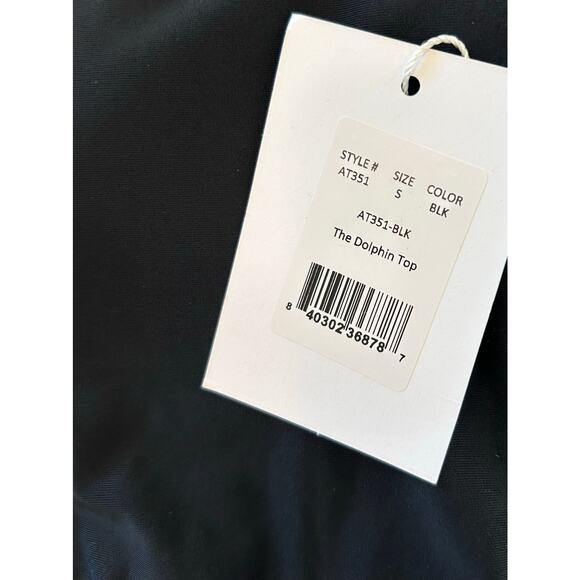 STYLE # SIZE COLOR
AT351 S BLK
AT351-BLK
The Dolphin Top
8 40302 36878 7